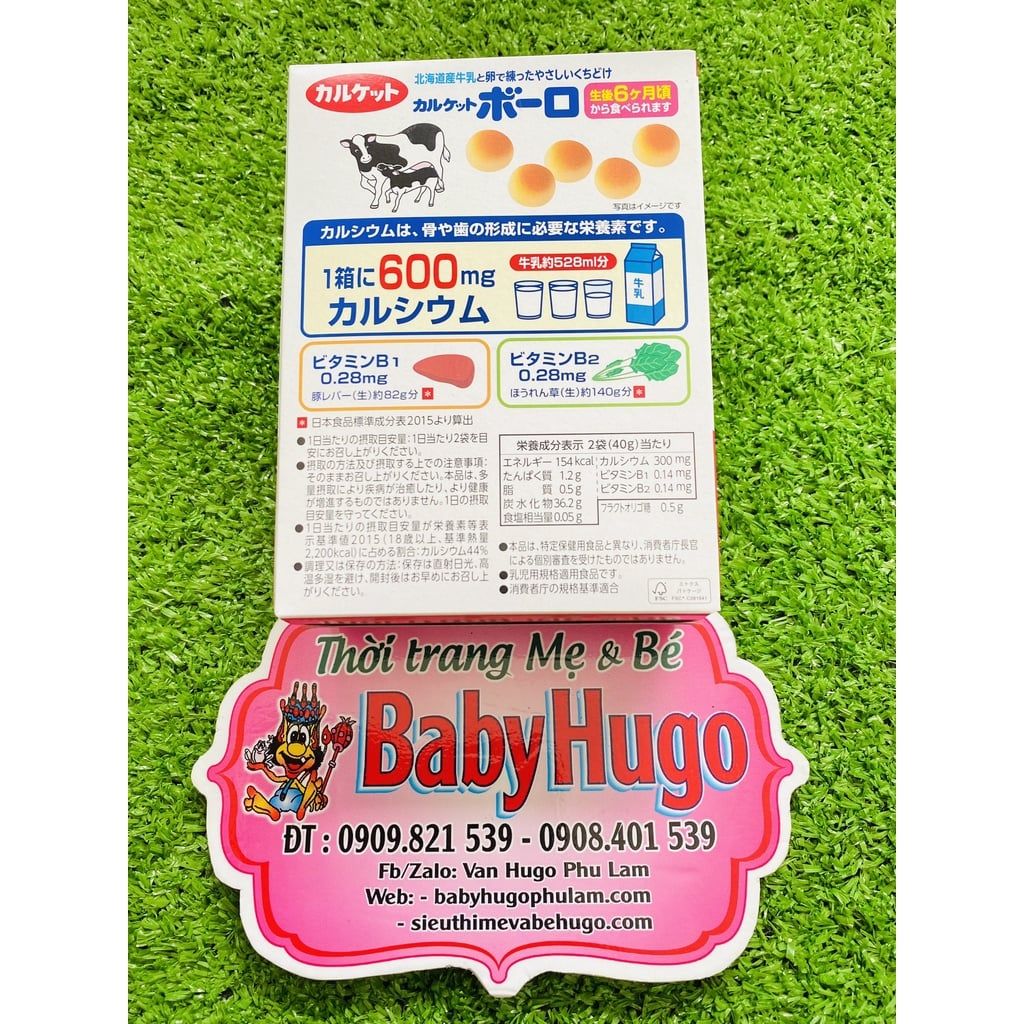 カルケット
北海道産牛乳と卵で練ったやさしいくちどけ
カルケットボーロ
生後6ヶ月頃
から食べられます
写真はイメージです
カルシウムは、骨や歯の形成に必要な栄養素です。
1箱に600mg
カルシウム
牛乳約528ml分
牛乳
ビタミンB1
0.28mg
豚レバー(生)約82g分*
ビタミンB2
0.28mg
ほうれん草(生)約140g分*
* 日本食品標準成分表2015より算出
●1日当たりの摂取目安量:1日当たり2袋を目
安にお召し上がりください。
●摂取の方法及び摂取する上での注意事項:
そのままお召し上がりください。本品は、多
量摂取により疾病が治癒したり、より健康
が増進するものではありません。1日の摂取
目安量を守ってください。
●1日当たりの摂取目安量が栄養素等表
示基準値2015(18歳以上、基準熱量
2,200kcal)に占める割合:カルシウム44%
●調理又は保存の方法:保存は直射日光、高
温多湿を避け、開封後はお早めにお召し上
がりください。
栄養成分表示 2袋(40g)当たり
エネルギー 154kcal カルシウム 300mg
たんぱく質 1.2g ビタミンB1 0.14mg
脂質 0.5g ビタミンB2 0.14mg
炭水化物 36.2g フラクトオリゴ糖 0.5g
食塩相当量 0.05g
●本品は、特定保健用食品と異なり、消費者庁長官
による個別審査を受けたものではありません。
●乳児用規格適用食品です。
●消費者庁の規格基準適合
FSC
ミックス
パッケージ
Thời trang Mẹ & Bé
BabyHugo
ĐT : 0909.821 539 - 0908.401 539
Fb/Zalo: Van Hugo Phu Lam
Web: - babyhugophulam.com
- sieuthimevabehugo.com